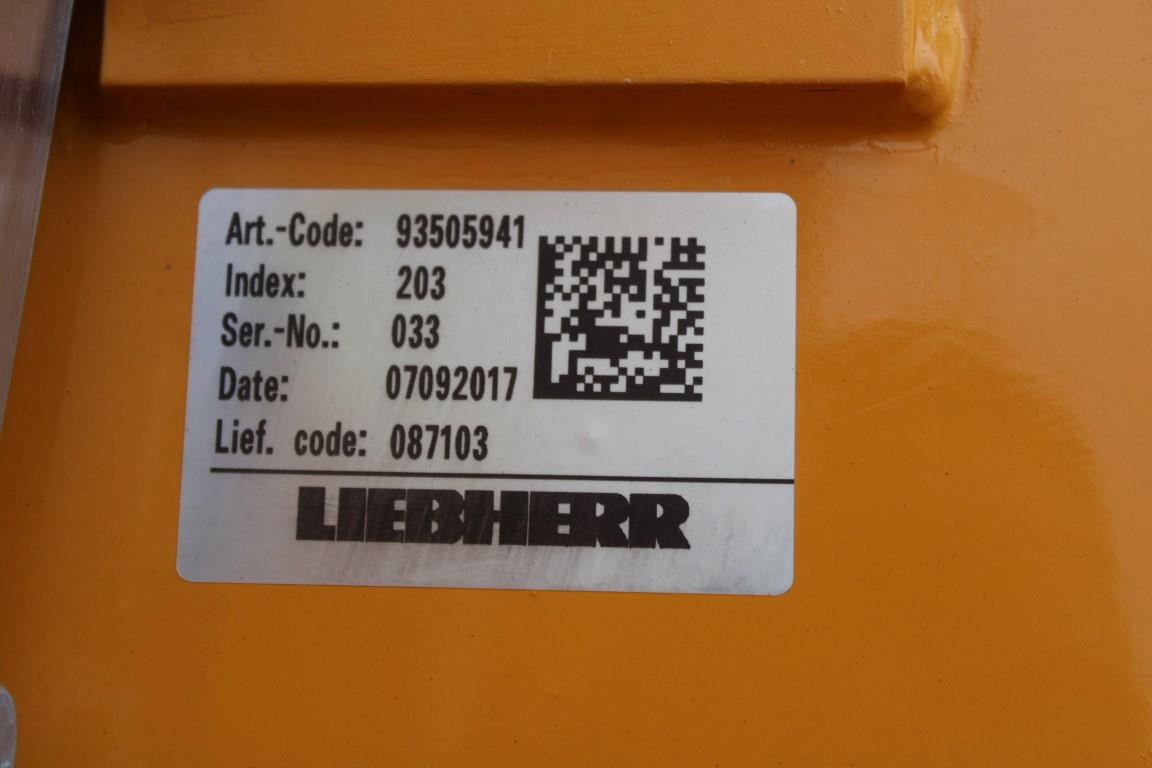 Art.-Code: 93505941
Index: 203
Ser.-No.: 033
Date: 07092017
Lief. code: 087103
LIEBHERR